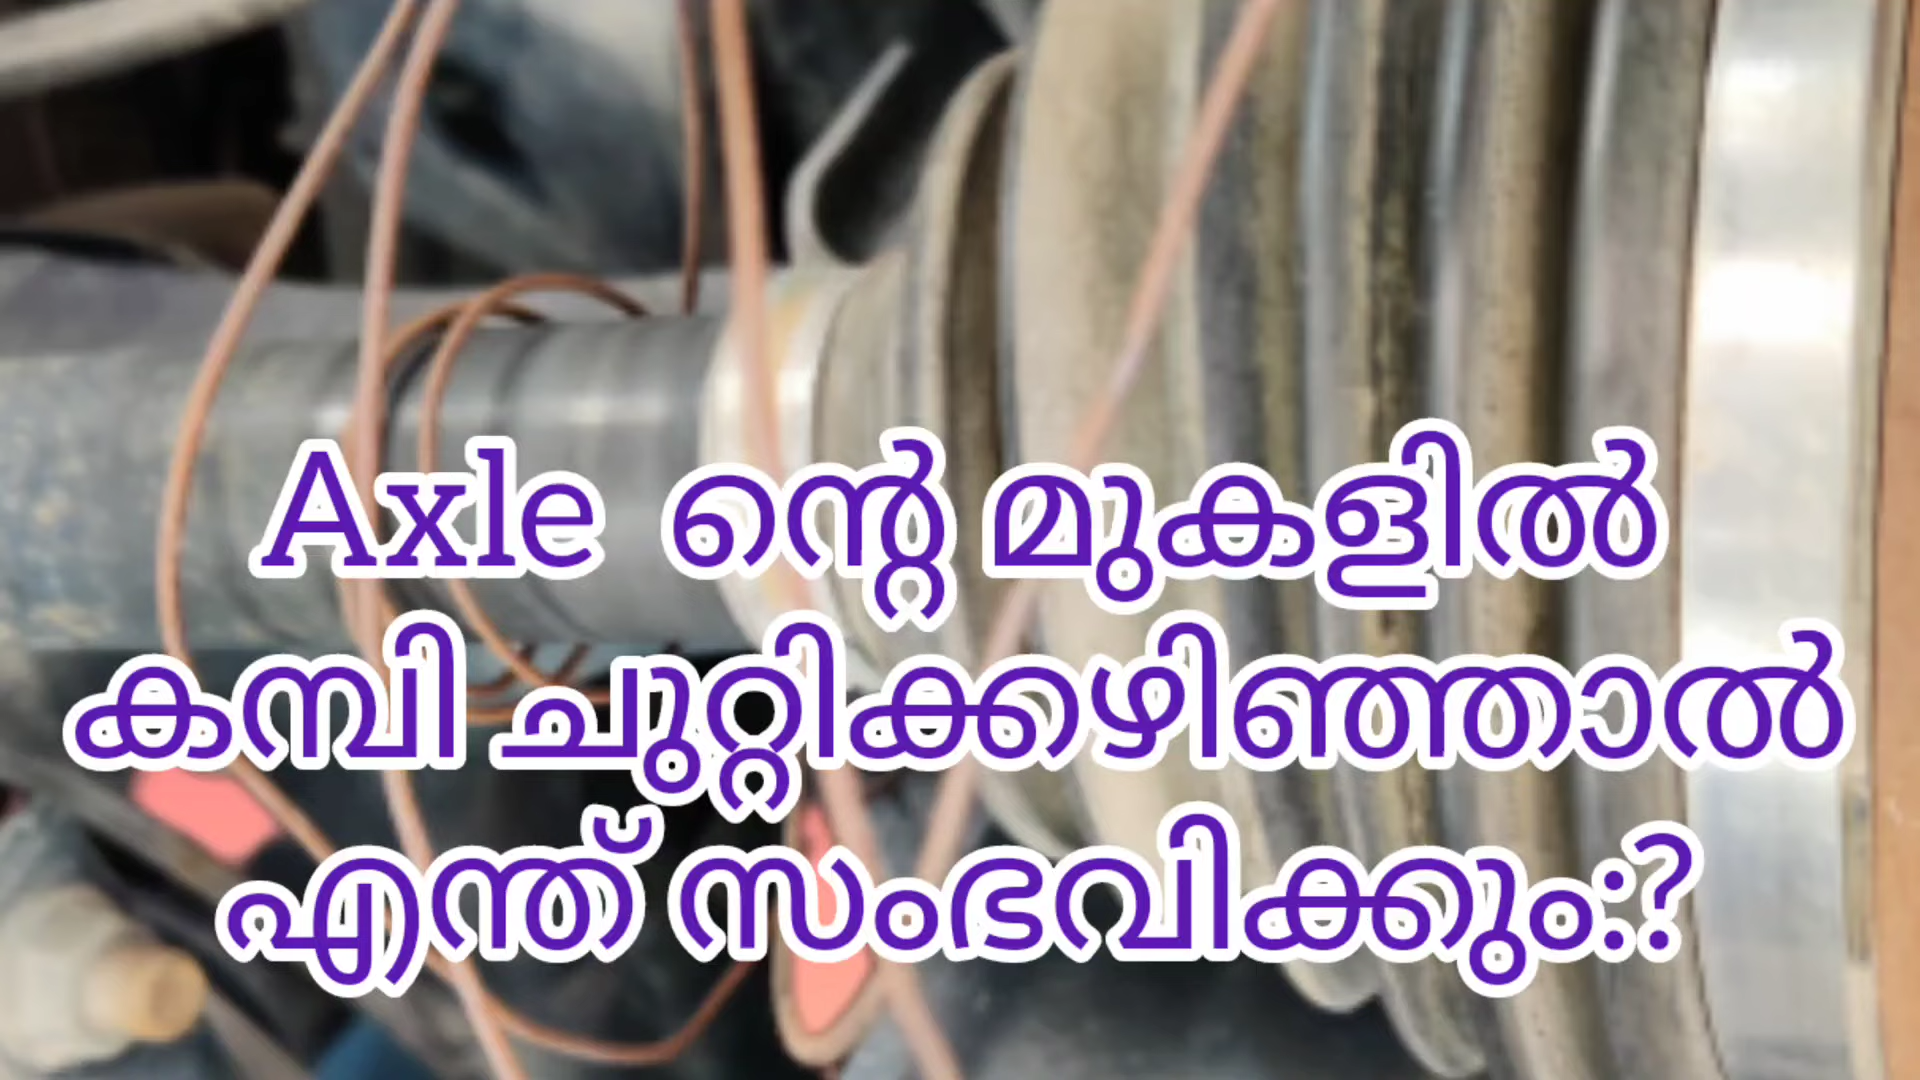 Axle ന്റെ മുകളിൽ
കമ്പി ചുറ്റിക്കഴിഞ്ഞാൽ
എന്ത് സംഭവിക്കും:?